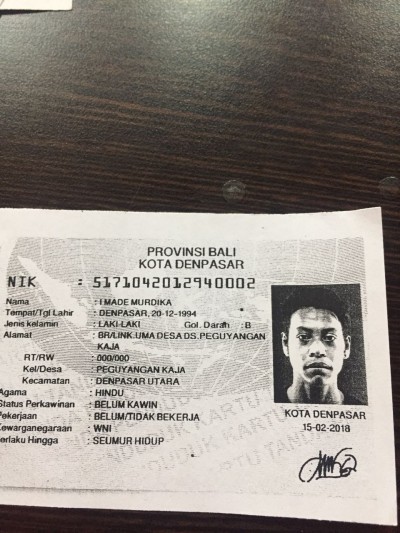 PROVINSI BALI
KOTA DENPASAR
NIK : 5171042012940002
Nama : I MADE MURDIKA
Tempat/Tgl Lahir : DENPASAR, 20-12-1994
Jenis kelamin : LAKI-LAKI Gol. Darah : B
Alamat : BR/LINK.UMA DESA DS.PEGUYANGAN
KAJA
RT/RW : 000/000
Kel/Desa : PEGUYANGAN KAJA
Kecamatan : DENPASAR UTARA
Agama : HINDU
Status Perkawinan : BELUM KAWIN
Pekerjaan : BELUM/TIDAK BEKERJA
Kewarganegaraan : WNI
Berlaku Hingga : SEUMUR HIDUP
KOTA DENPASAR
15-02-2018